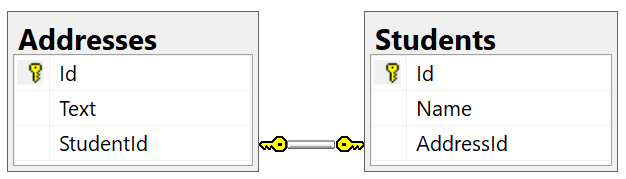 Addresses
Id
Text
StudentId
Students
Id
Name
AddressId